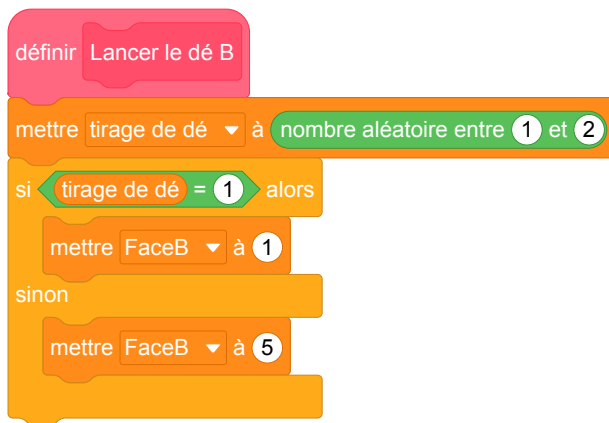 définir Lancer le dé B
mettre tirage de dé à nombre aléatoire entre 1 et 2
si tirage de dé = 1 alors
mettre FaceB à 1
sinon
mettre FaceB à 5